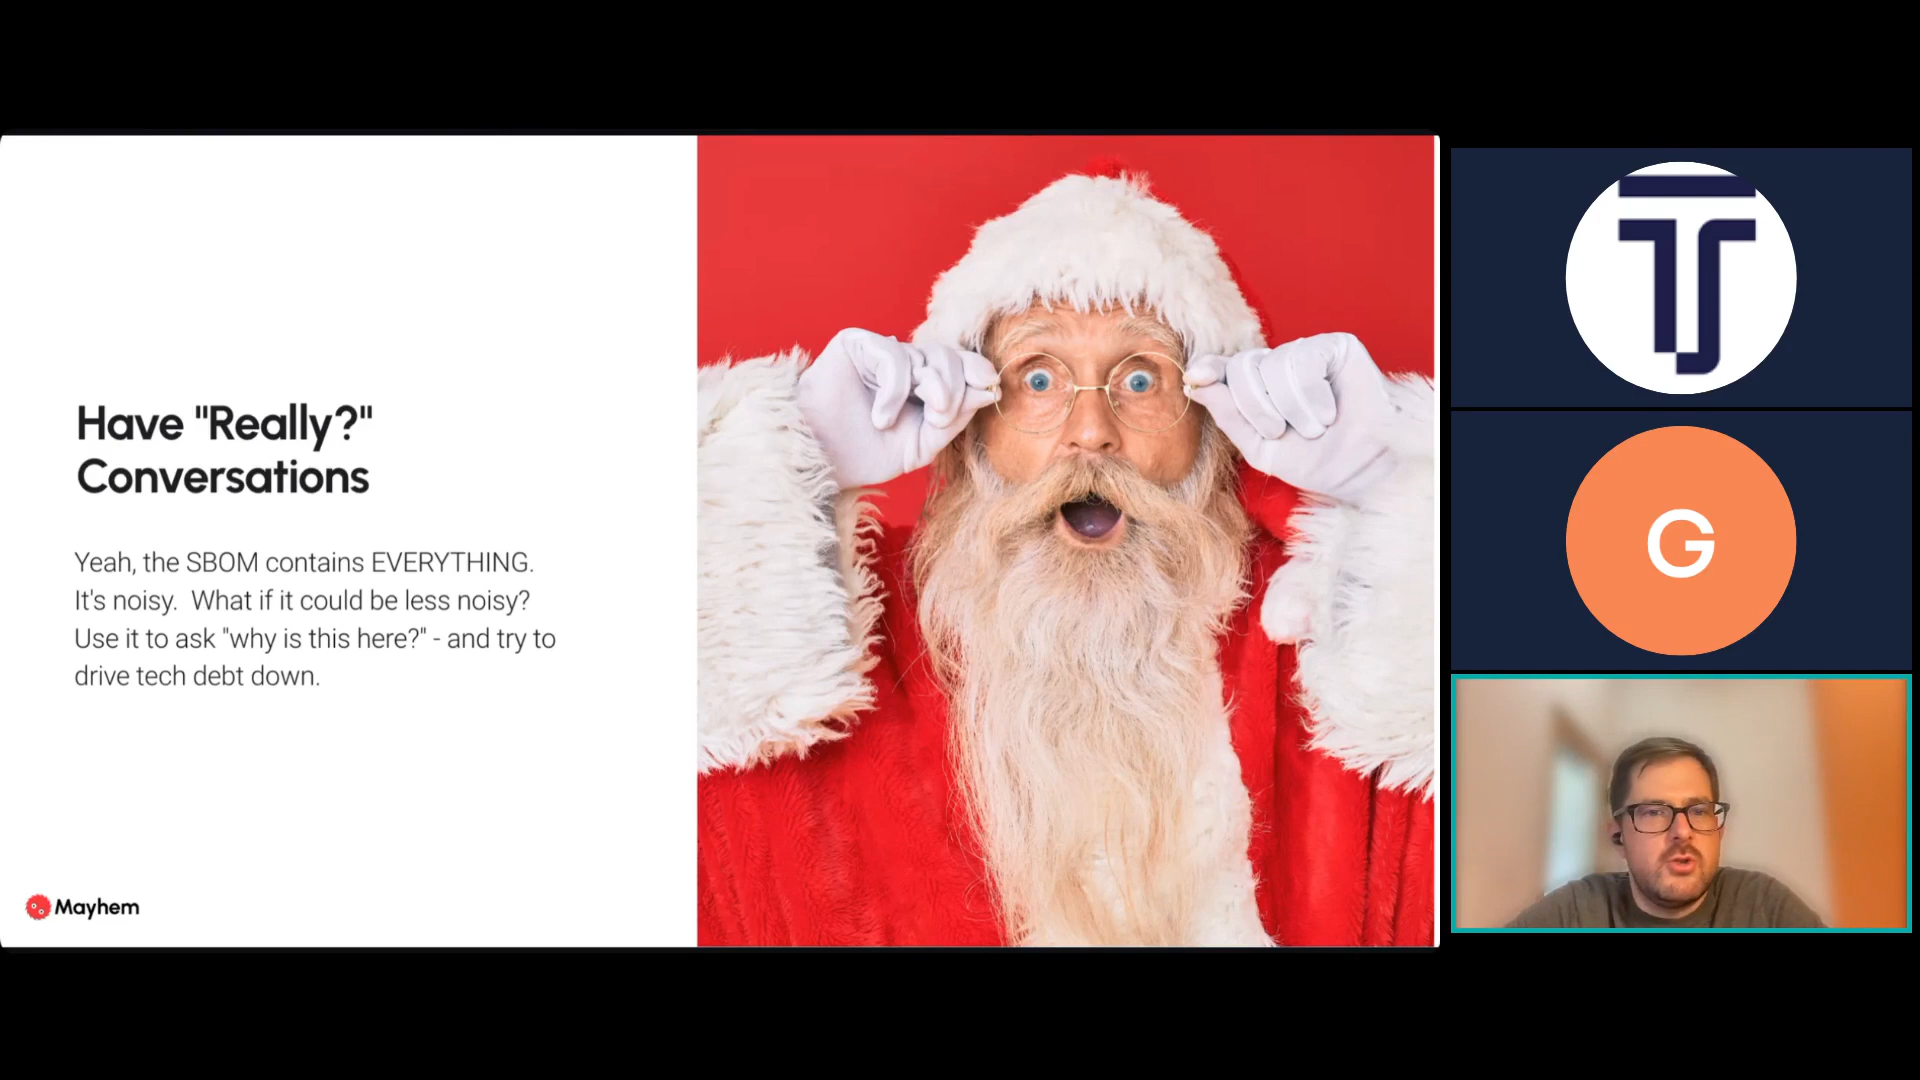 Have "Really?"
Conversations
Yeah, the SBOM contains EVERYTHING.
It's noisy.  What if it could be less noisy?
Use it to ask "why is this here?" - and try to
drive tech debt down.
Mayhem
TS
G